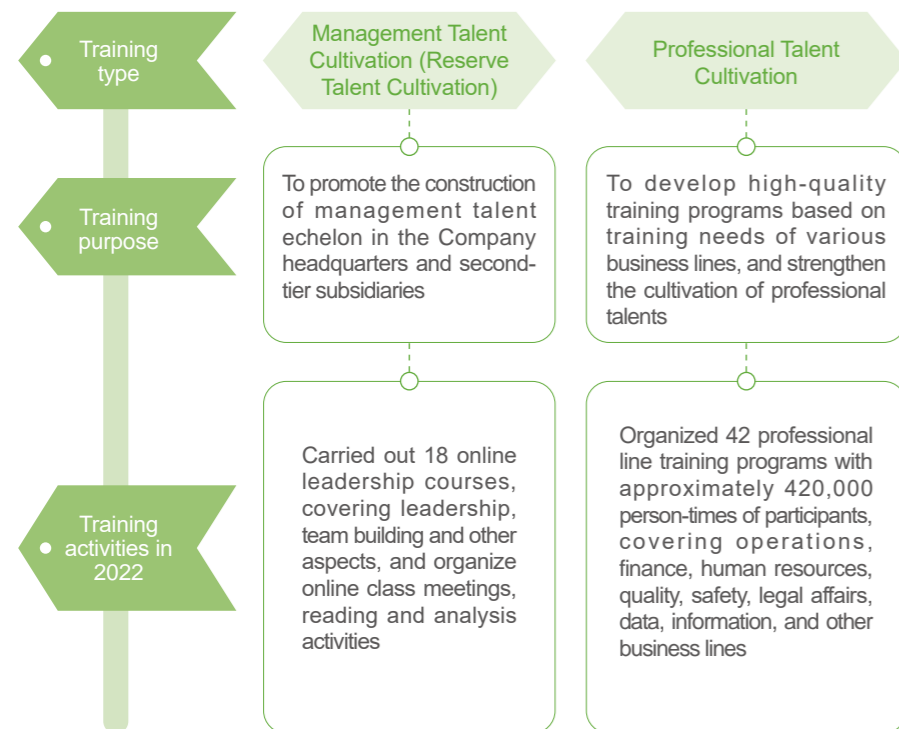 Training
type
Management Talent
Cultivation (Reserve
Talent Cultivation)
Professional Talent
Cultivation
Training
purpose
To promote the construction
of management talent
echelon in the Company
headquarters and second-
tier subsidiaries
To develop high-quality
training programs based on
training needs of various
business lines, and strengthen
the cultivation of professional
talents
Training
activities in
2022
Carried out 18 online
leadership courses,
covering leadership,
team building and other
aspects, and organize
online class meetings,
reading and analysis
activities
Organized 42 professional
line training programs with
approximately 420,000
person-times of participants,
covering operations,
finance, human resources,
quality, safety, legal affairs,
data, information, and other
business lines